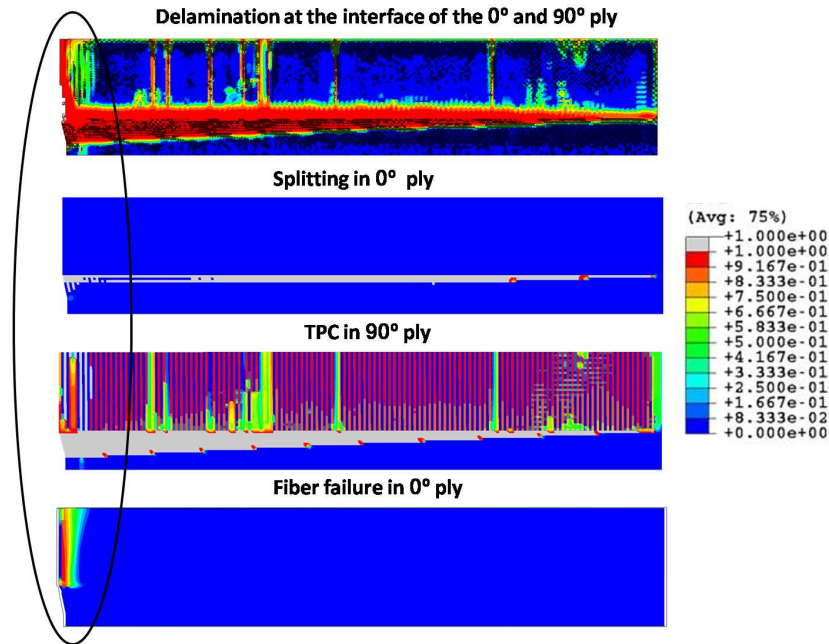 Delamination at the interface of the 0° and 90° ply
Splitting in 0° ply
(Avg: 75%)
+1.000e+00
+1.000e+00
+9.167e-01
+8.333e-01
+7.500e-01
+6.667e-01
+5.833e-01
+5.000e-01
+4.167e-01
+3.333e-01
+2.500e-01
+1.667e-01
+8.333e-02
+0.000e+00
TPC in 90° ply
Fiber failure in 0° ply